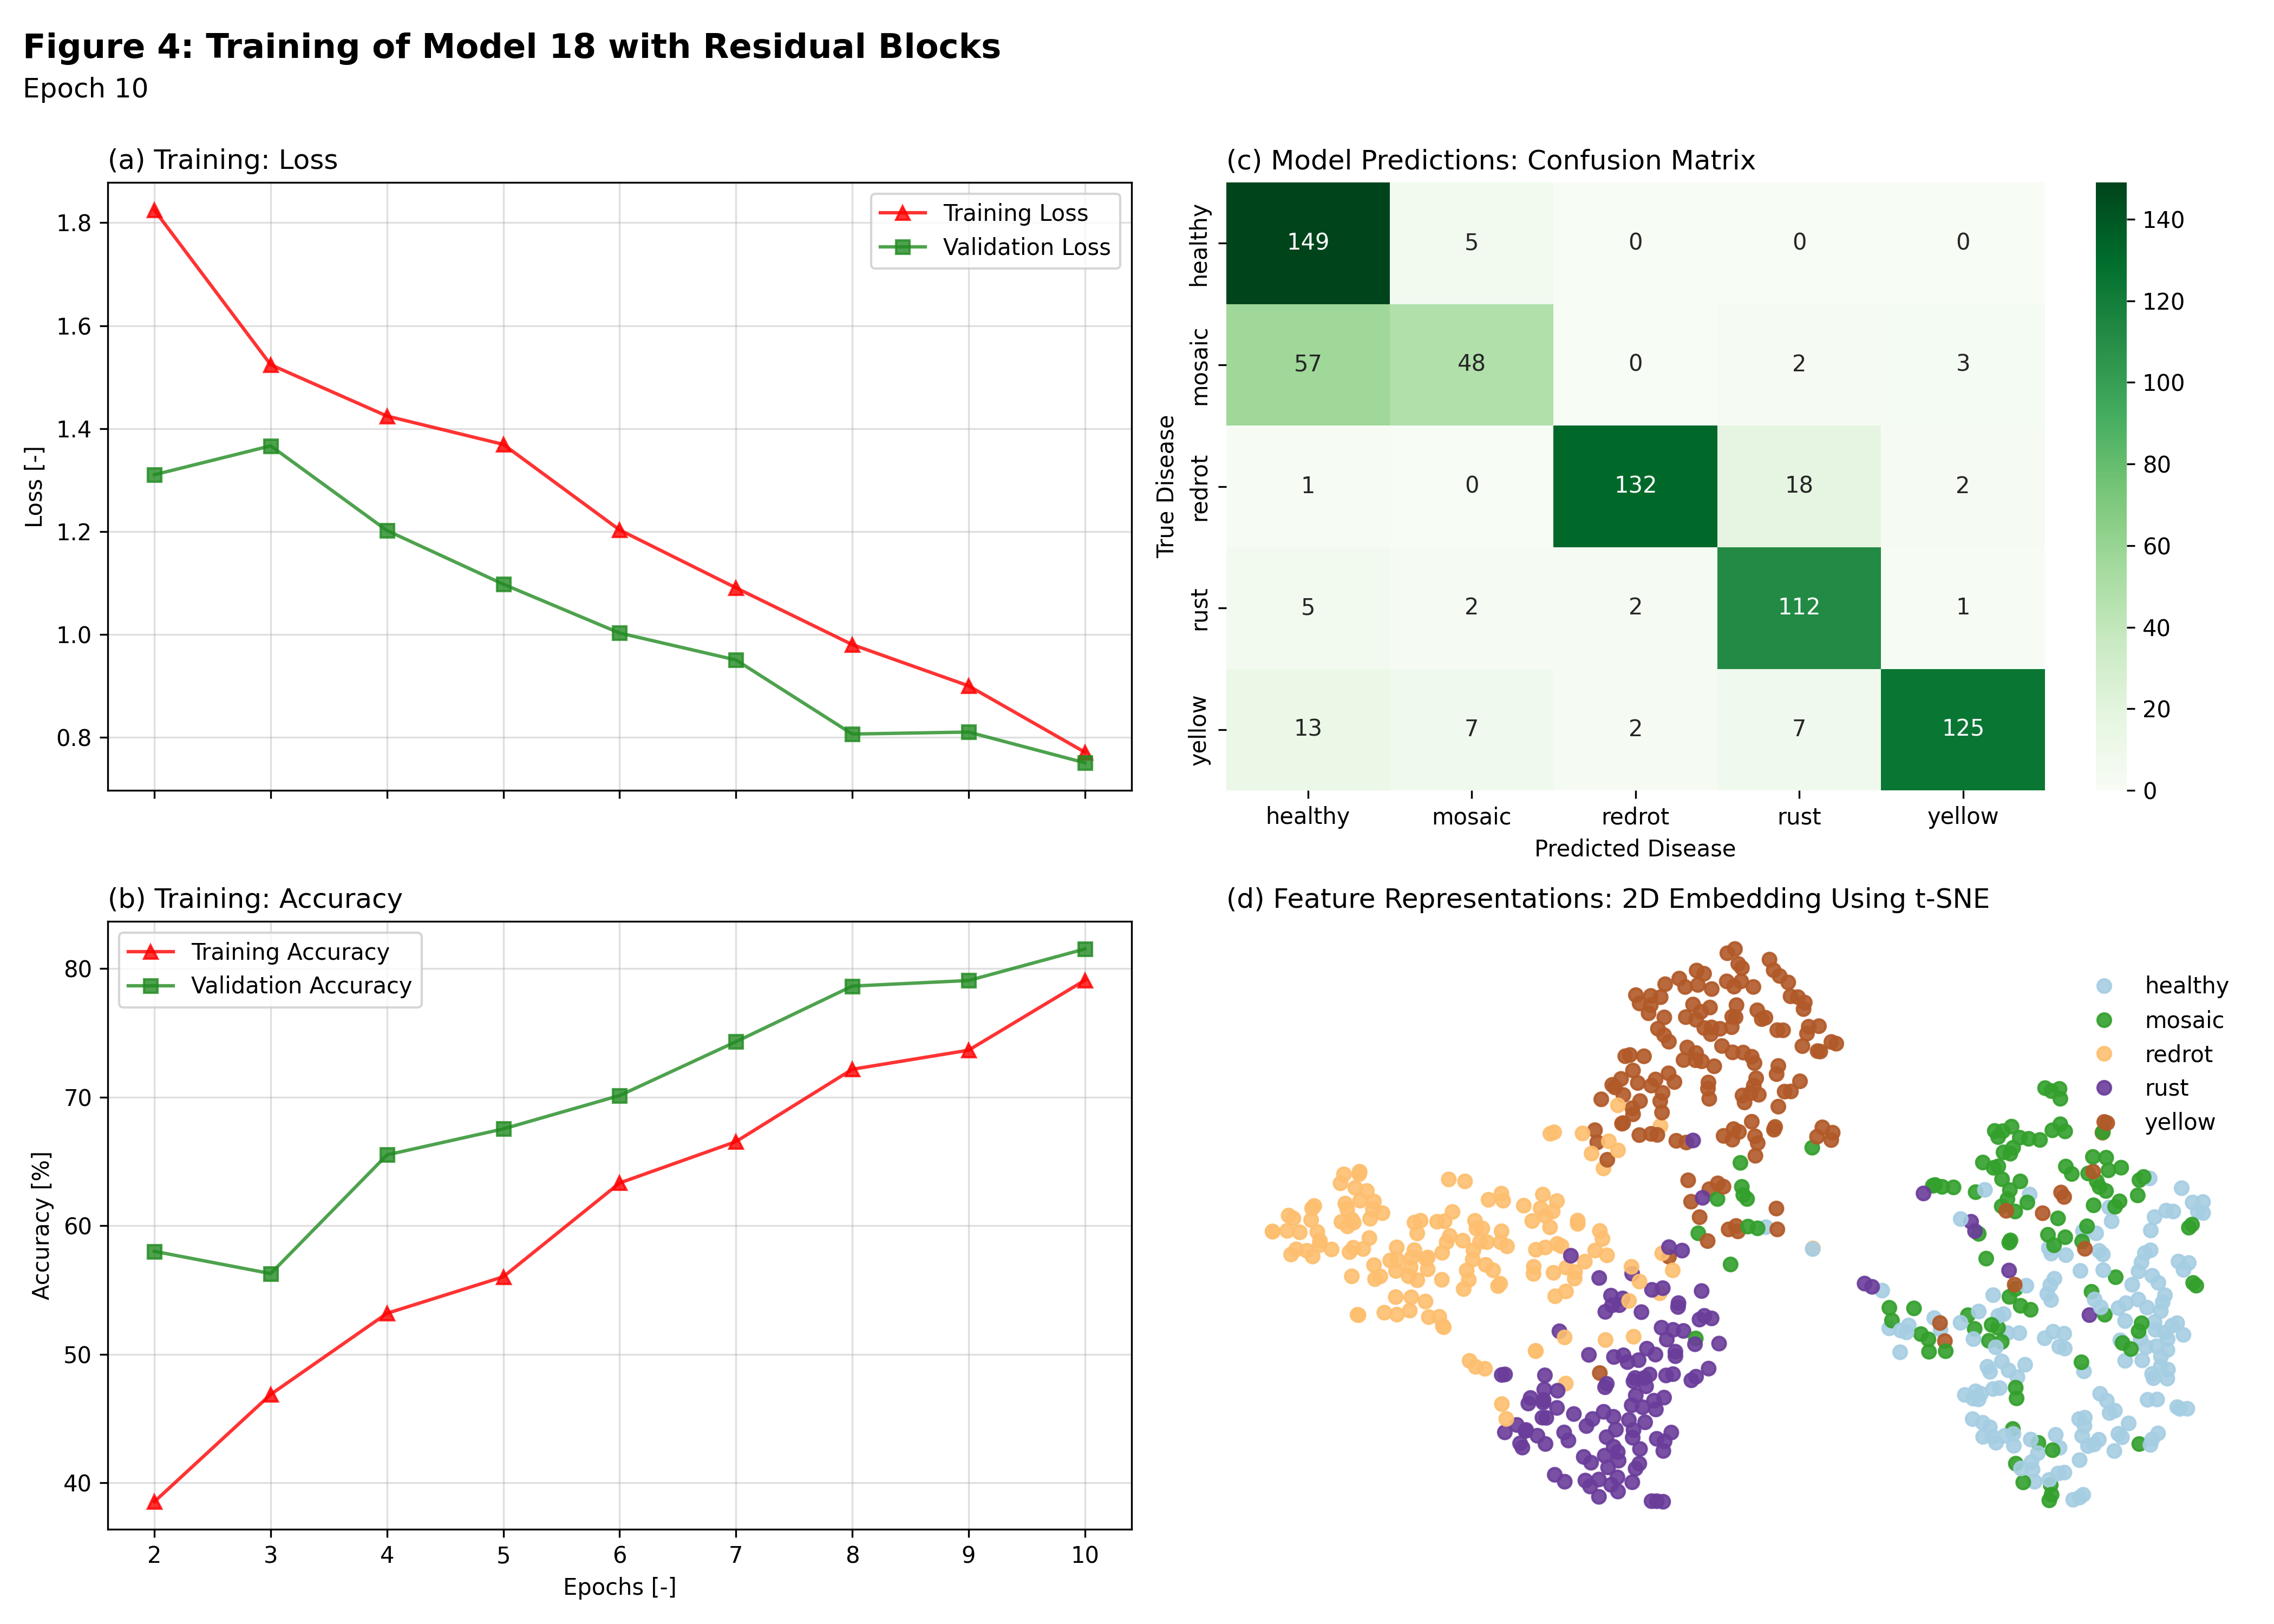 Figure 4: Training of Model 18 with Residual Blocks
Epoch 10
(a) Training: Loss
Training Loss
Validation Loss
1.8
1.6
1.4
1.2
1.0
0.8
Loss [-]
(b) Training: Accuracy
Training Accuracy
Validation Accuracy
80
70
60
50
40
Accuracy [%]
2 3 4 5 6 7 8 9 10
Epochs [-]
(c) Model Predictions: Confusion Matrix
True Disease
healthy 149 5 0 0 0
mosaic 57 48 0 2 3
redrot 1 0 132 18 2
rust 5 2 2 112 1
yellow 13 7 2 7 125
healthy mosaic redrot rust yellow
Predicted Disease
140
120
100
80
60
40
20
0
(d) Feature Representations: 2D Embedding Using t-SNE
healthy
mosaic
redrot
rust
yellow